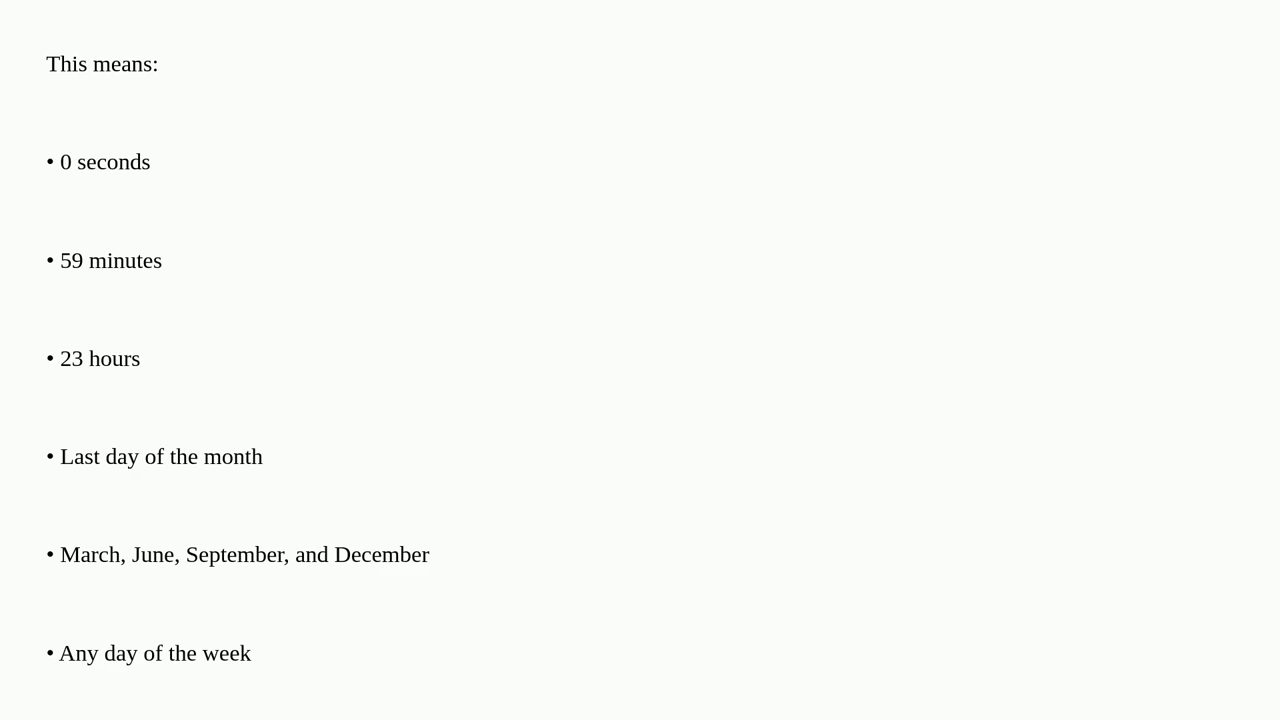 This means:
• 0 seconds
• 59 minutes
• 23 hours
• Last day of the month
• March, June, September, and December
• Any day of the week